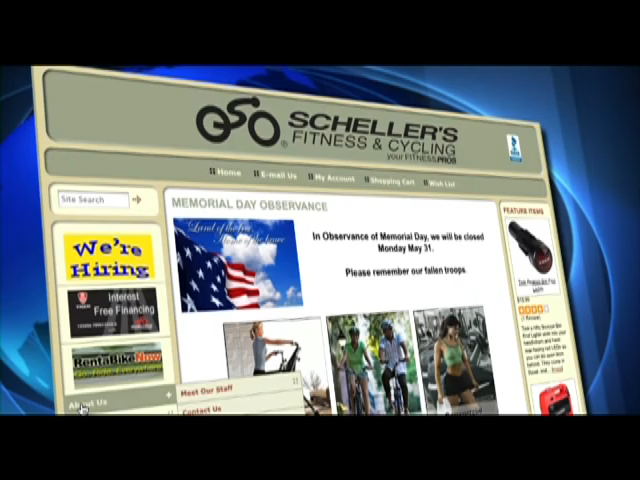 SCHELLER'S
FITNESS & CYCLING
your FITNESS PROS
Home
E-mail Us
My Account
Shopping Cart
Wish List
Site Search
MEMORIAL DAY OBSERVANCE
FEATURE ITEMS
Land of the free,
Home of the brave
In Observance of Memorial Day, we will be closed
Monday May 31.
Please remember our fallen troops
We're
Hiring
Interest
Free Financing
RentaBikeNow
About Us
Meet Our Staff
Contact Us